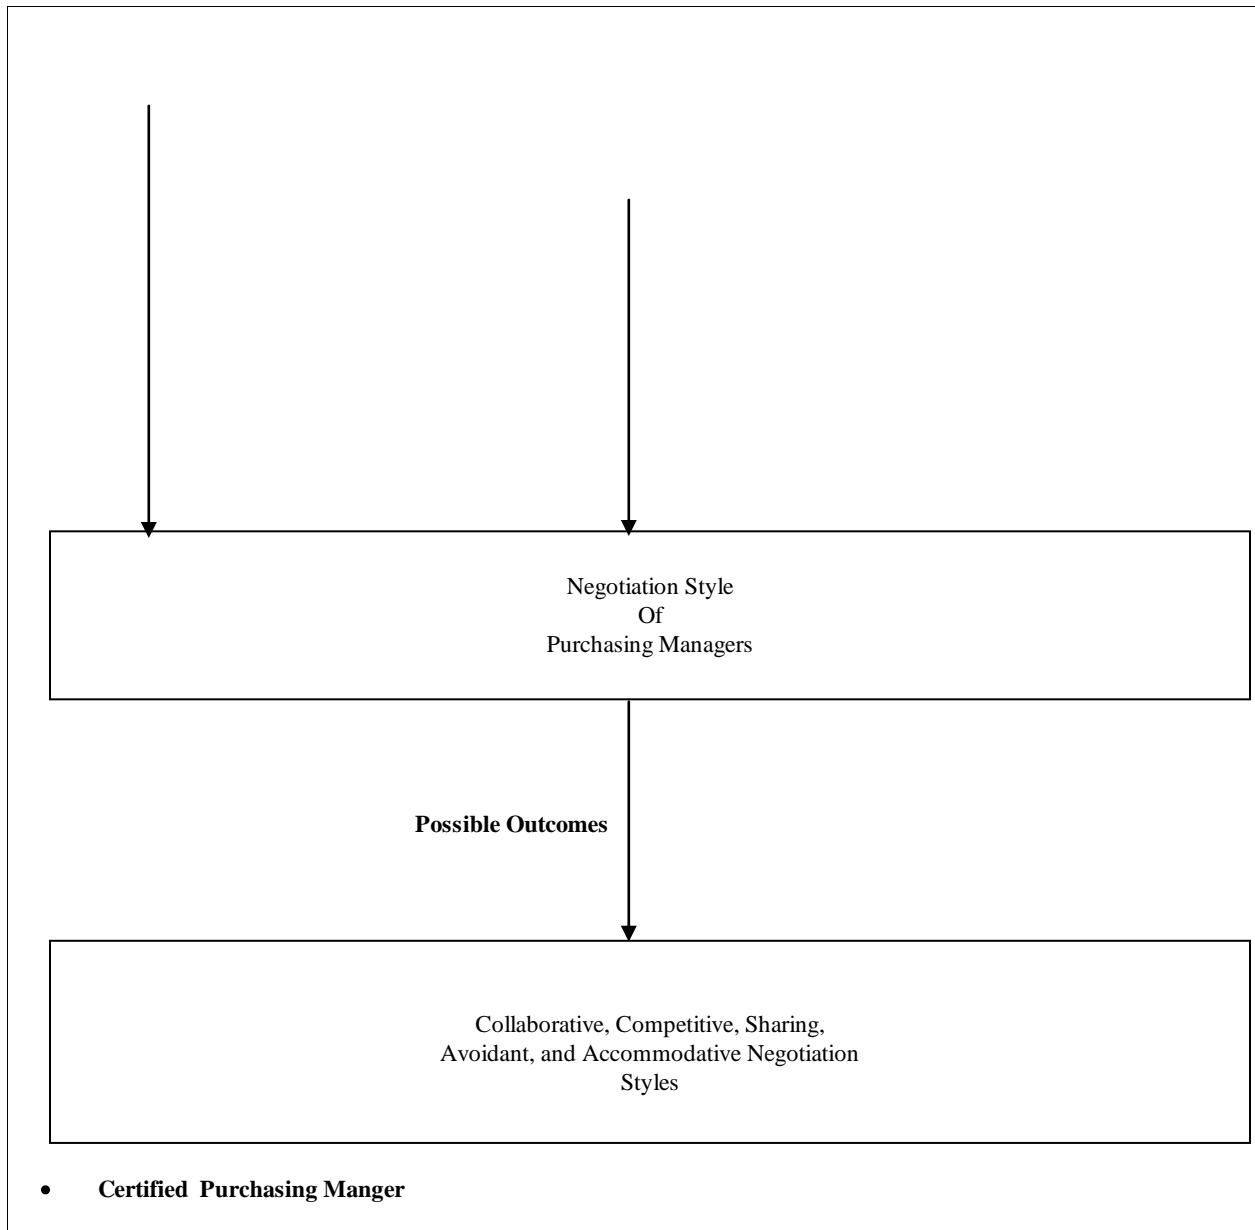 Negotiation Style
Of
Purchasing Managers
Possible Outcomes
Collaborative, Competitive, Sharing,
Avoidant, and Accommodative Negotiation
Styles
• Certified Purchasing Manger